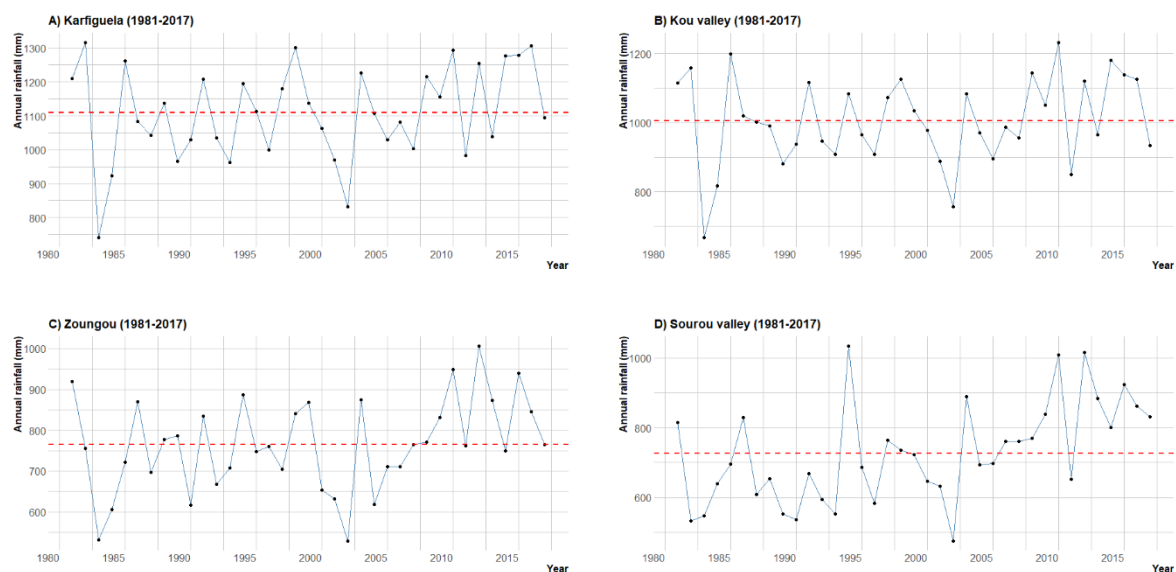 A) Karfiguela (1981-2017)
Annual rainfall (mm)
1300
1200
1100
1000
900
800
1980 1985 1990 1995 2000 2005 2010 2015
Year
B) Kou valley (1981-2017)
Annual rainfall (mm)
1200
1000
800
1980 1985 1990 1995 2000 2005 2010 2015
Year
C) Zoungou (1981-2017)
Annual rainfall (mm)
1000
900
800
700
600
1980 1985 1990 1995 2000 2005 2010 2015
Year
D) Sourou valley (1981-2017)
Annual rainfall (mm)
1000
800
600
1980 1985 1990 1995 2000 2005 2010 2015
Year